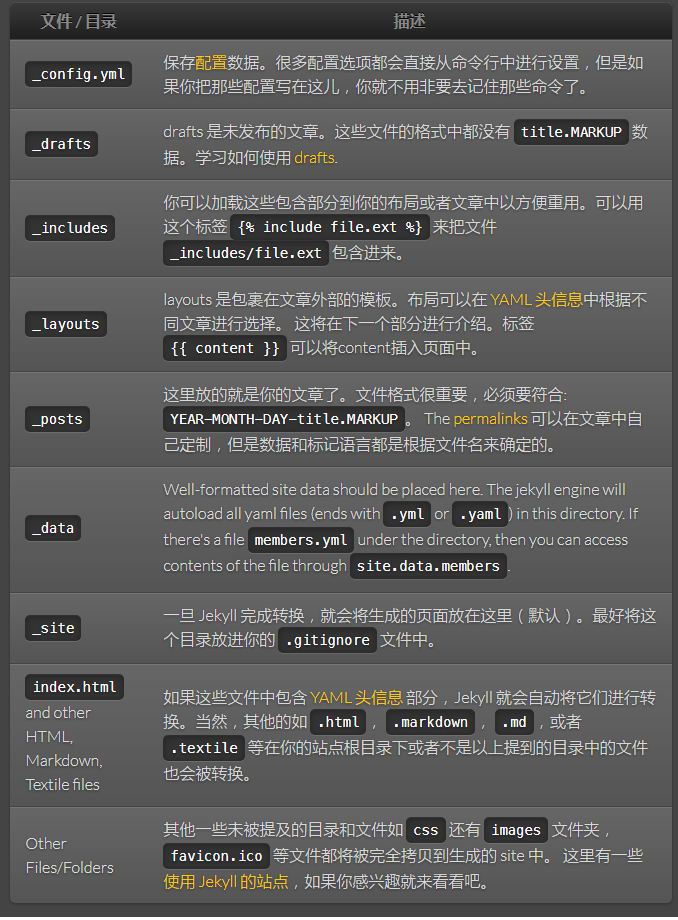 文件 / 目录 描述
_config.yml
保存配置数据。很多配置选项都会直接从命令行中进行设置，但是如
果你把那些配置写在这儿，你就不用非要去记住那些命令了。
_drafts
drafts 是未发布的文章。这些文件的格式中都没有 title.MARKUP 数
据。学习如何使用 drafts.
_includes
你可以加载这些包含部分到你的布局或者文章中以方便重用。可以用
这个标签 {% include file.ext %} 来把文件
_includes/file.ext 包含进来。
_layouts
layouts 是包裹在文章外部的模板。布局可以在 YAML 头信息中根据不
同文章进行选择。 这将在下一个部分进行介绍。标签
{{ content }} 可以将content插入页面中。
_posts
这里放的就是你的文章了。文件格式很重要，必须要符合:
YEAR-MONTH-DAY-title.MARKUP 。 The permalinks 可以在文章中自
己定制，但是数据和标记语言都是根据文件名来确定的。
_data
Well-formatted site data should be placed here. The jekyll engine will
autoload all yaml files (ends with .yml or .yaml ) in this directory. If
there's a file members.yml under the directory, then you can access
contents of the file through site.data.members .
_site
一旦 Jekyll 完成转换，就会将生成的页面放在这里（默认）。最好将这
个目录放进你的 .gitignore 文件中。
index.html
and other
HTML,
Markdown,
Textile files
如果这些文件中包含 YAML 头信息 部分，Jekyll 就会自动将它们进行转
换。当然，其他的如 .html ， .markdown ， .md ，或者
.textile 等在你的站点根目录下或者不是以上提到的目录中的文件
也会被转换。
Other
Files/Folders
其他一些未被提及的目录和文件如 css 还有 images 文件夹，
favicon.ico 等文件都将被完全拷贝到生成的 site 中。 这里有一些
使用 Jekyll 的站点，如果你感兴趣就来看看吧。